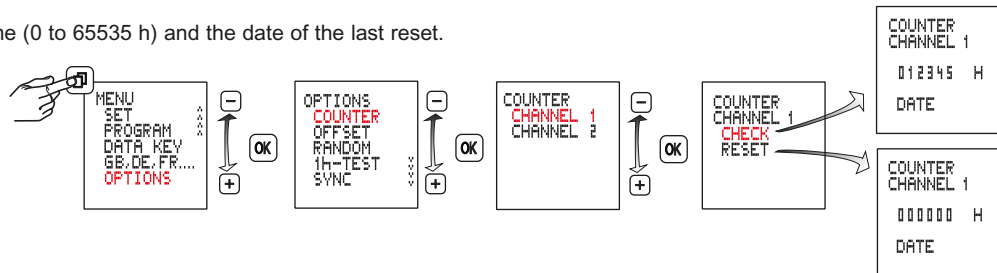 ne (0 to 65535 h) and the date of the last reset.
MENU
SET
PROGRAM
DATA KEY
GB,DE,FR....
OPTIONS
OK
OPTIONS
COUNTER
OFFSET
RANDOM
1h-TEST
SYNC
OK
COUNTER
CHANNEL 1
CHANNEL 2
OK
COUNTER
CHANNEL 1
CHECK
RESET
COUNTER
CHANNEL 1
012345 H
DATE
COUNTER
CHANNEL 1
000000 H
DATE